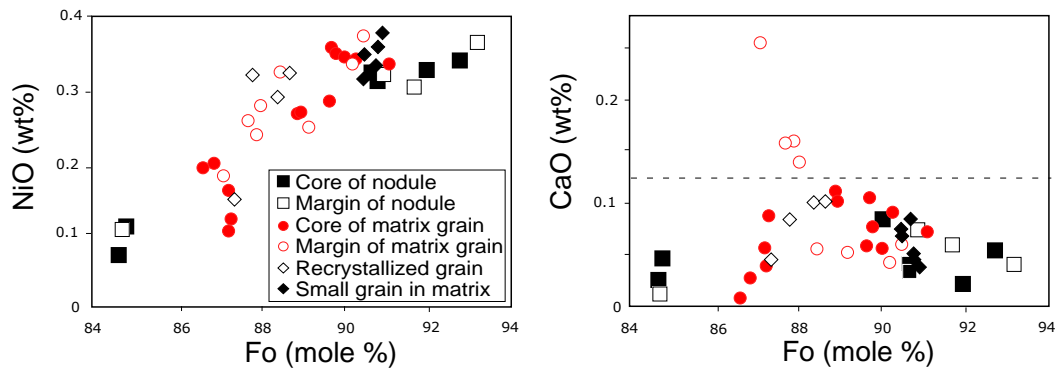 NiO (wt%)
0.4
0.3
0.2
0.1
0
Core of nodule
Margin of nodule
Core of matrix grain
Margin of matrix grain
Recrystallized grain
Small grain in matrix
84 86 88 90 92 94
Fo (mole %)
CaO (wt%)
0.2
0.1
0
84 86 88 90 92 94
Fo (mole %)